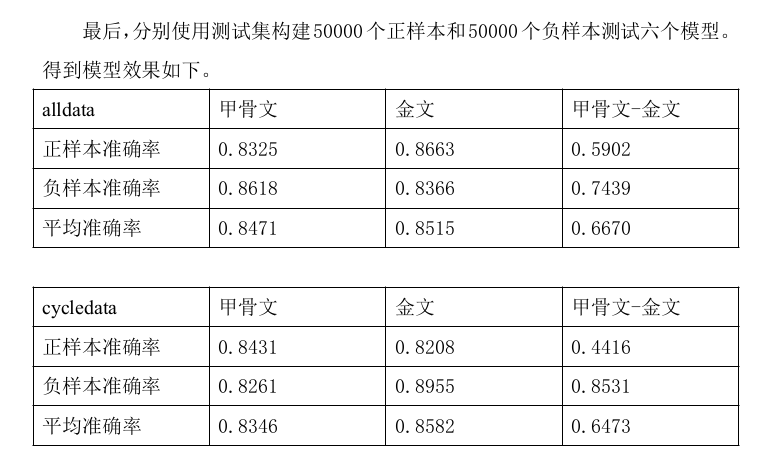 最后,分别使用测试集构建50000个正样本和50000个负样本测试六个模型。
得到模型效果如下。
alldata 甲骨文 金文 甲骨文-金文
正样本准确率 0.8325 0.8663 0.5902
负样本准确率 0.8618 0.8366 0.7439
平均准确率 0.8471 0.8515 0.6670
cycledata 甲骨文 金文 甲骨文-金文
正样本准确率 0.8431 0.8208 0.4416
负样本准确率 0.8261 0.8955 0.8531
平均准确率 0.8346 0.8582 0.6473